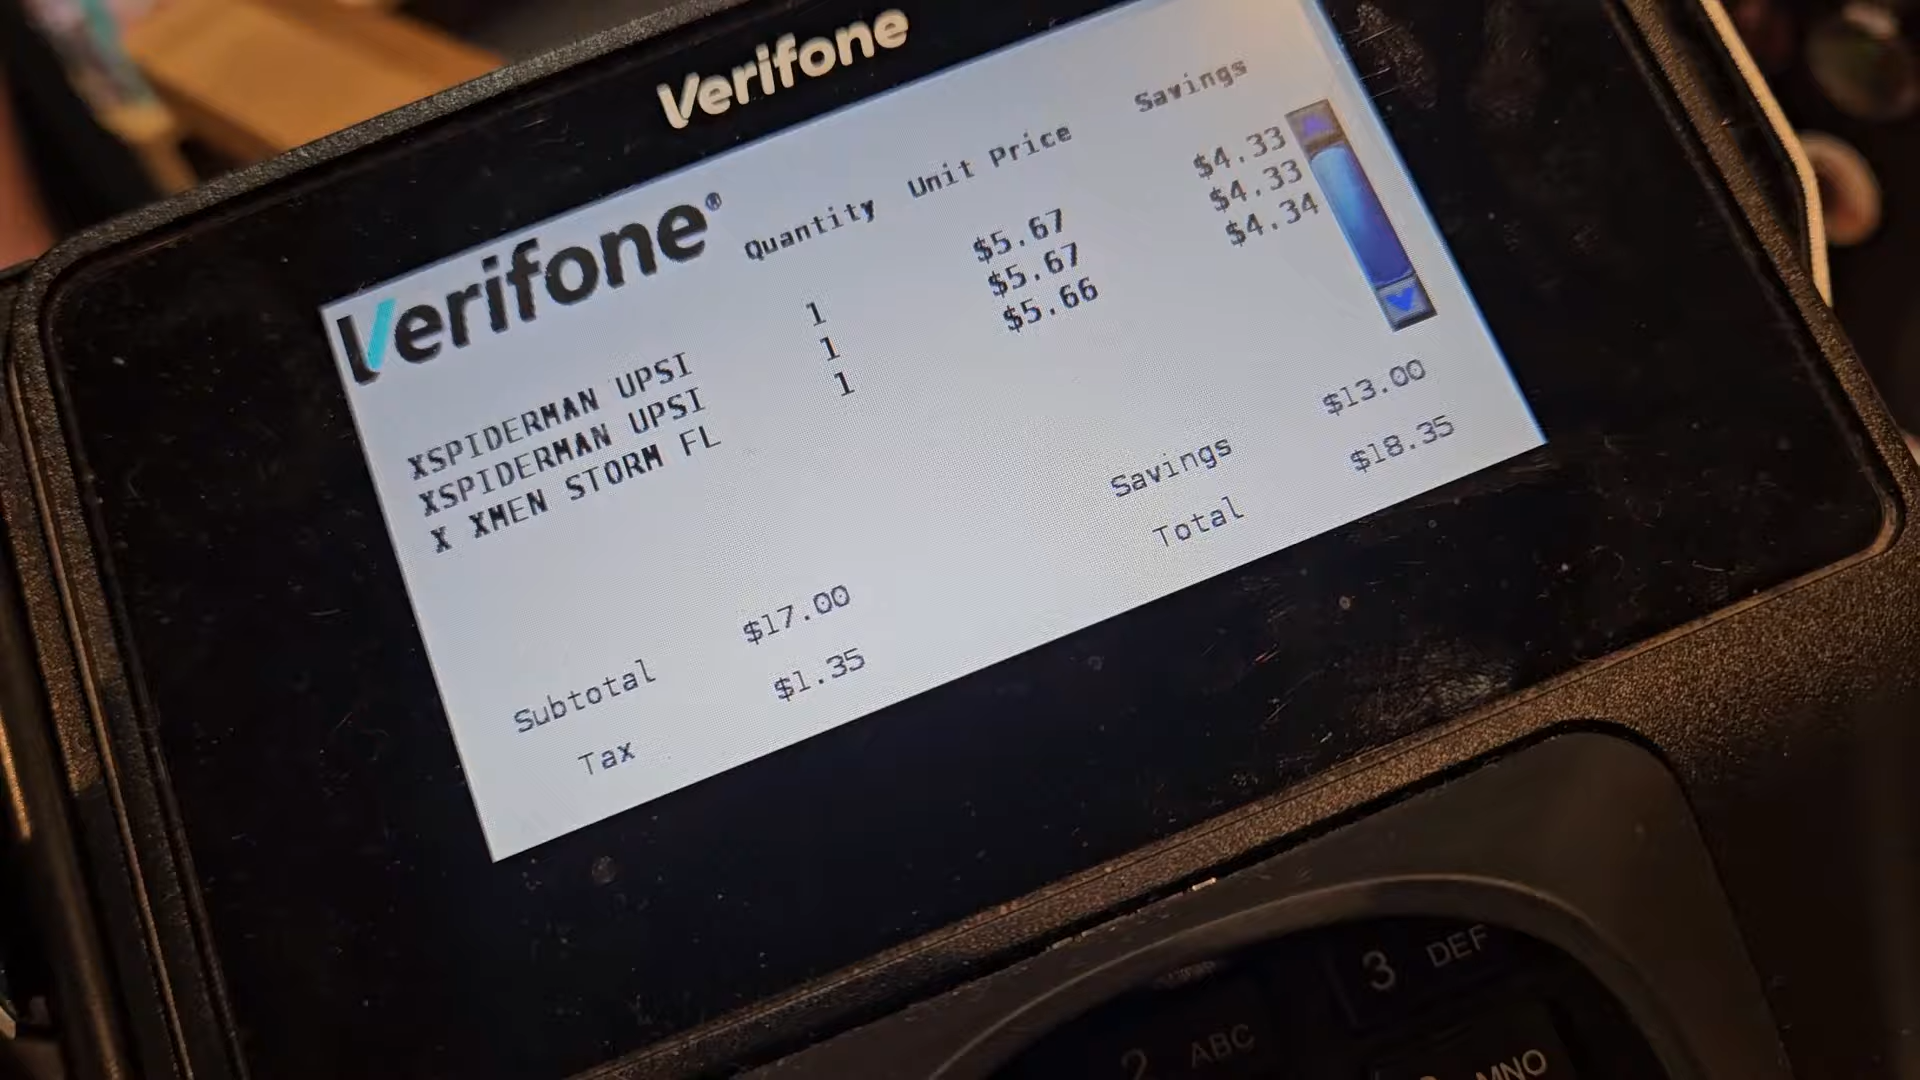 Verifone
Verifone® Quantity Unit Price Savings
XSPIDERMAN UPSI 1 $5.67 $4.33
XSPIDERMAN UPSI 1 $5.67 $4.33
X XMEN STORM FL 1 $5.66 $4.34
Subtotal $17.00 Savings $13.00
Tax $1.35 Total $18.35
3 DEF
2 ABC
MNO